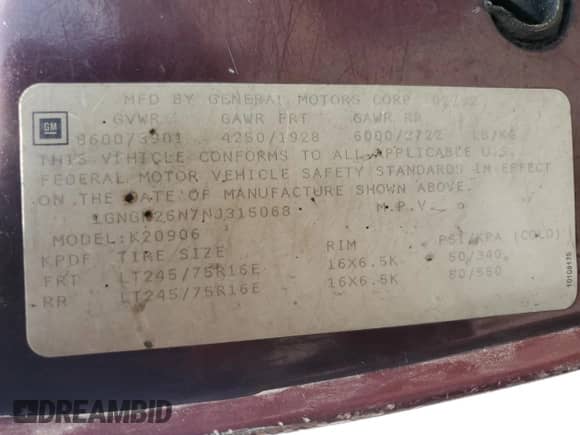 MFD BY GENERAL MOTORS CORP
GVWR GAWR FRT GAWR RR
GM
8600/3901 4250/1928 6000/2722 LB/KG
THIS VEHICLE CONFORMS TO ALL APPLICABLE U.S.
FEDERAL MOTOR VEHICLE SAFETY STANDARDS IN EFFECT
ON THE DATE OF MANUFACTURE SHOWN ABOVE.
1GNGK26N7NJ315068 M.P.V.
MODEL:K20906
KPDF TIRE SIZE RIM PSI/KPA (COLD)
FRT LT245/75R16E 16X6.5K 50/340
RR LT245/75R16E 16X6.5K 80/550
10109175
DREAMBID